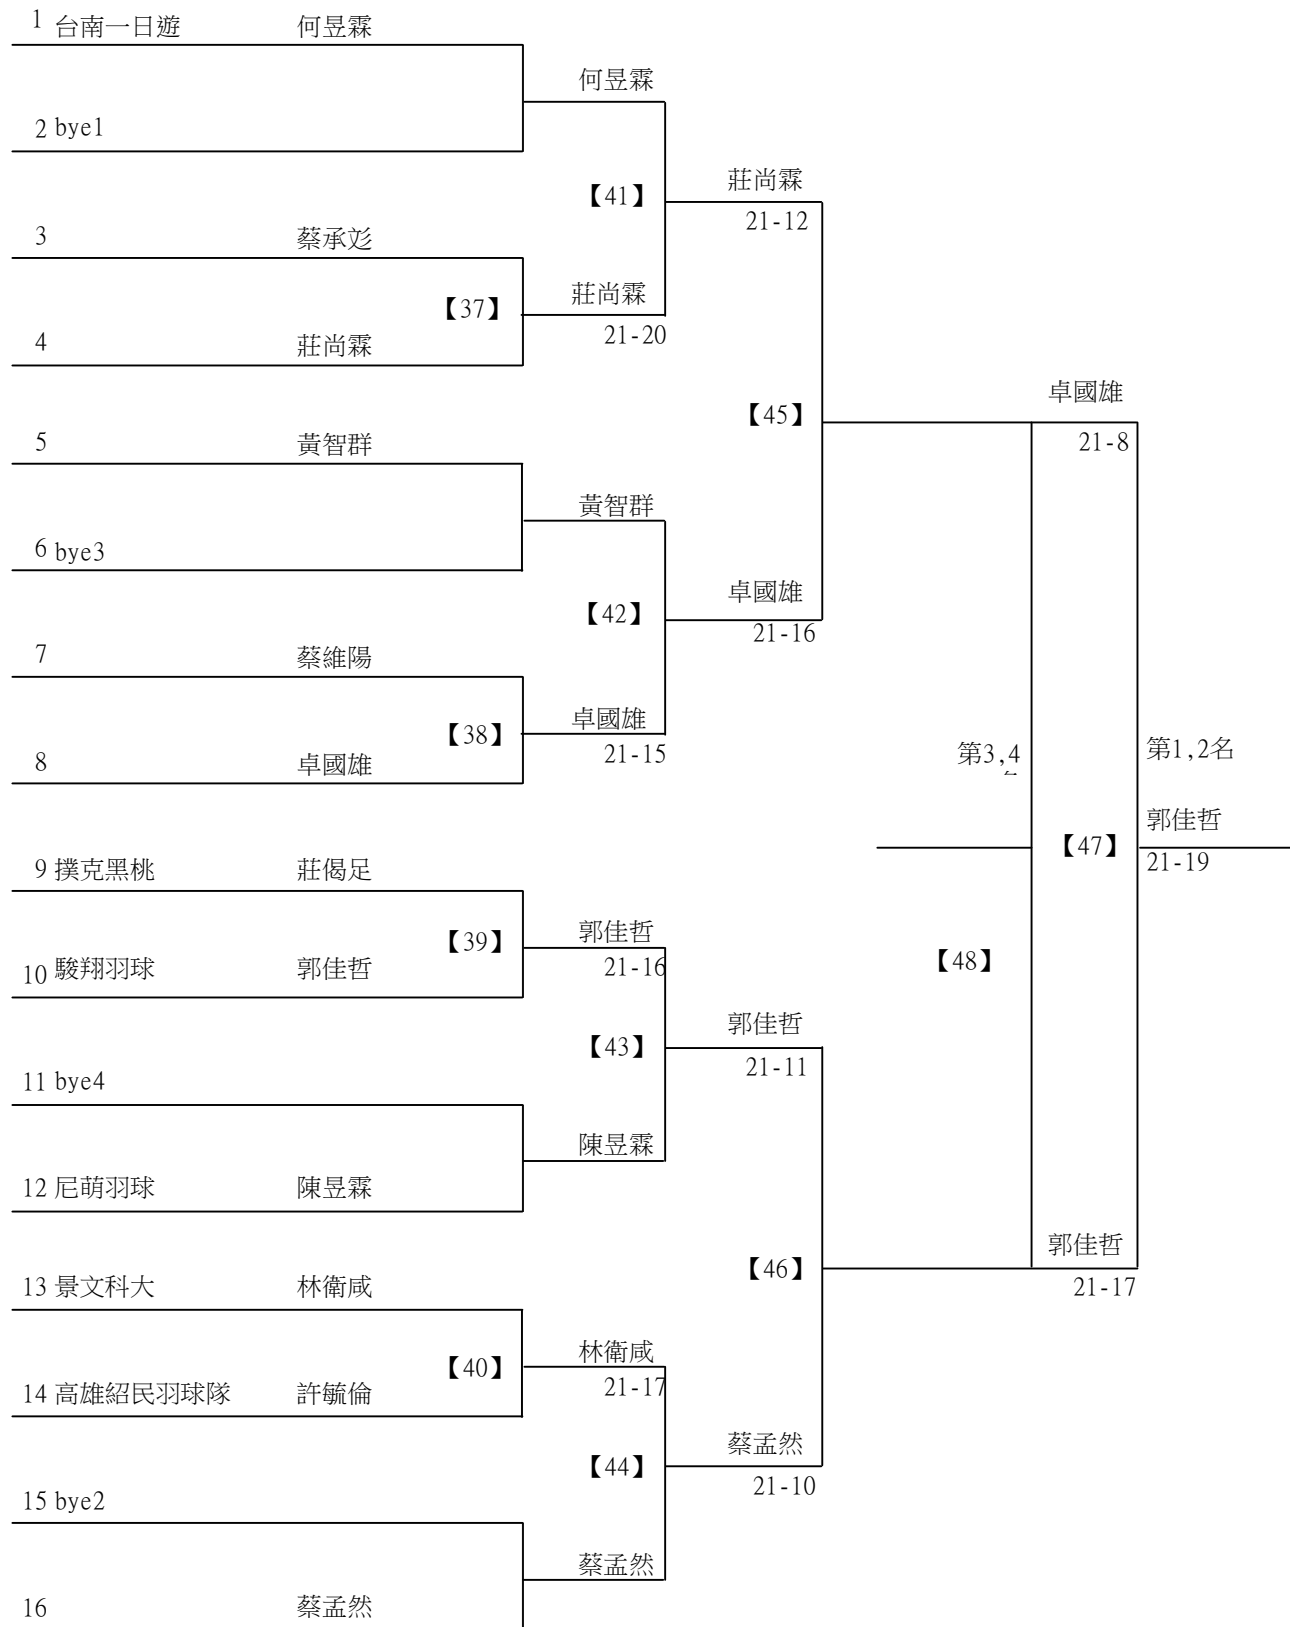 1 台南一日遊 何昱霖
何昱霖
2 bye1
【41】
莊尚霖
21-12
3 蔡承彣
【37】
莊尚霖
21-20
4 莊尚霖
卓國雄
21-8
【45】
5 黃智群
黃智群
6 bye3
【42】
卓國雄
21-16
7 蔡維陽
【38】
卓國雄
21-15
8 卓國雄
第3,4
第1,2名
郭佳哲
21-19
【47】
9 撲克黑桃 莊偈足
【39】
郭佳哲
21-16
10 駿翔羽球 郭佳哲
【48】
【43】
郭佳哲
21-11
11 bye4
陳昱霖
12 尼萌羽球 陳昱霖
【46】
郭佳哲
21-17
13 景文科大 林衛咸
【40】
林衛咸
21-17
14 高雄紹民羽球隊 許毓倫
【44】
蔡孟然
21-10
15 bye2
蔡孟然
16 蔡孟然